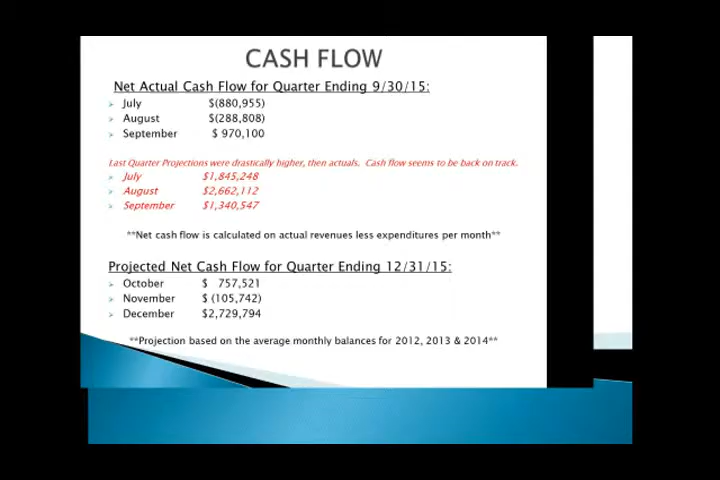 CASH FLOW
Net Actual Cash Flow for Quarter Ending 9/30/15:
July $(880,955)
August $(288,808)
September $ 970,100
Last Quarter Projections were drastically higher, then actuals. Cash flow seems to be back on track.
July $1,845,248
August $2,662,112
September $1,340,547
**Net cash flow is calculated on actual revenues less expenditures per month**
Projected Net Cash Flow for Quarter Ending 12/31/15:
October $ 757,521
November $ (105,742)
December $2,729,794
**Projection based on the average monthly balances for 2012, 2013 & 2014**